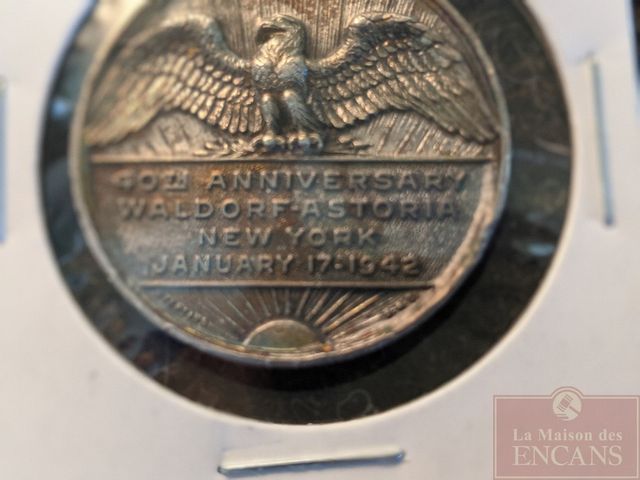 40TH ANNIVERSARY
WALDORF-ASTORIA
NEW YORK
JANUARY 17-1942
La Maison des
ENCANS